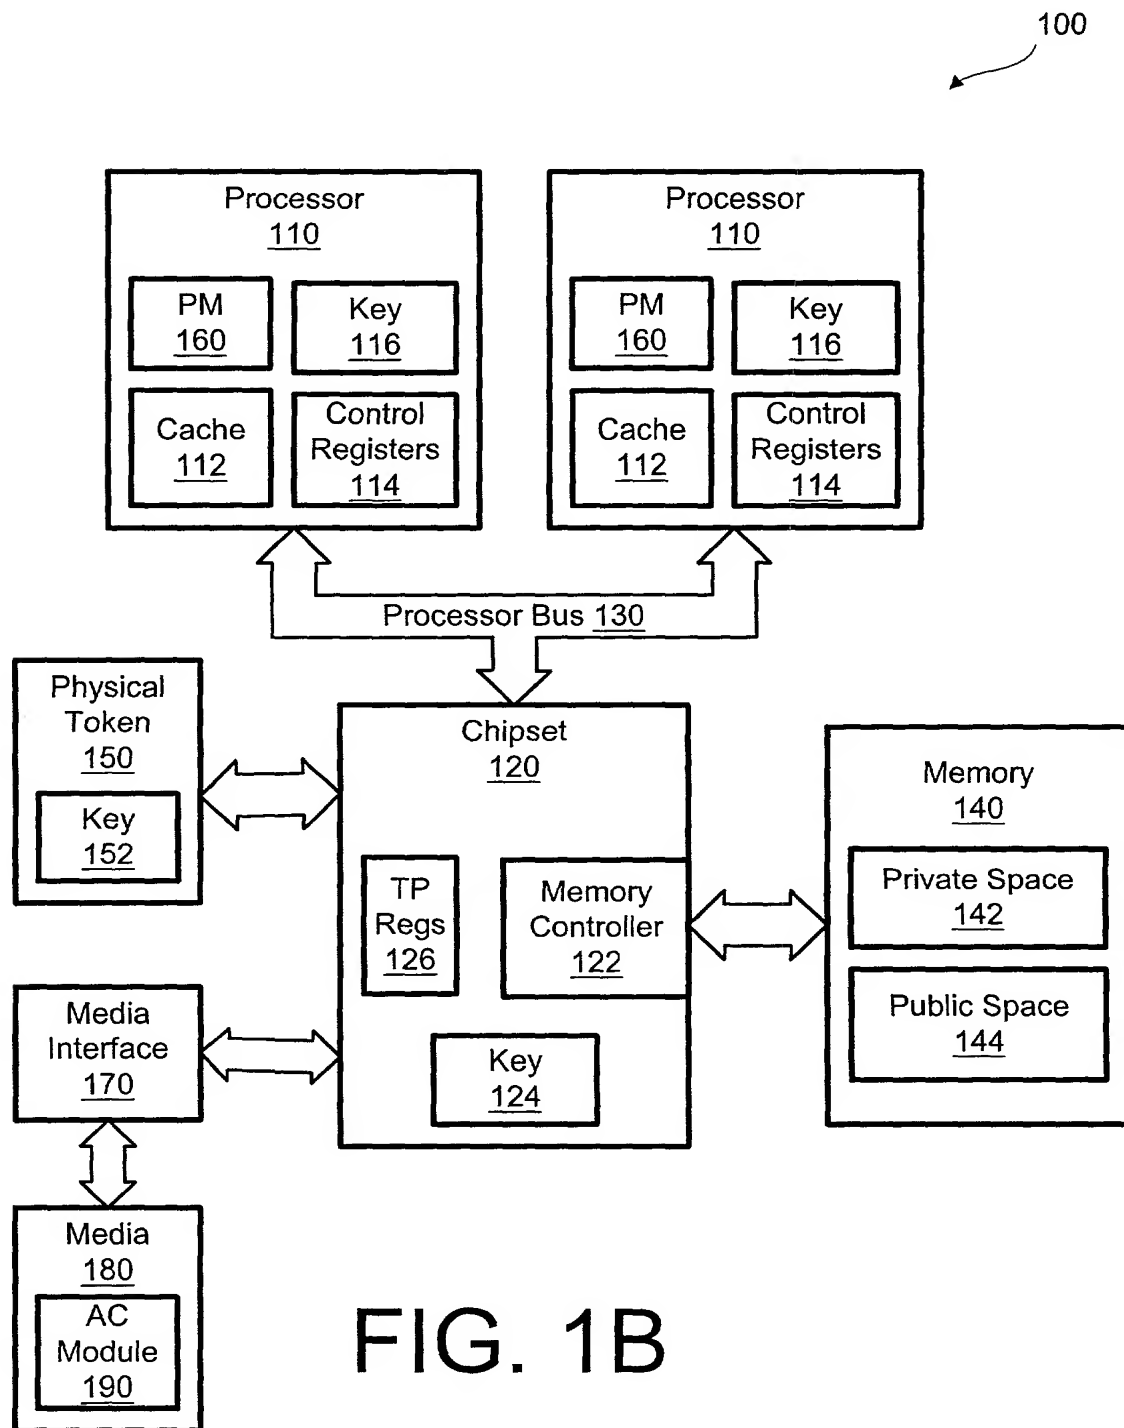 100
Processor
110
PM
160
Key
116
Cache
112
Control
Registers
114
Processor
110
PM
160
Key
116
Cache
112
Control
Registers
114
Processor Bus 130
Physical
Token
150
Key
152
Chipset
120
TP
Regs
126
Memory
Controller
122
Key
124
Memory
140
Private Space
142
Public Space
144
Media
Interface
170
Media
180
AC
Module
190
FIG. 1B